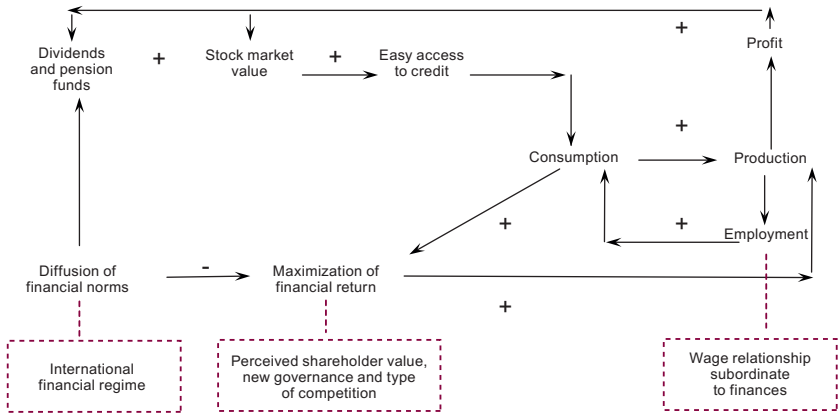 +
Profit
Dividends
and pension
funds
+
Stock market
value
+
Easy access
to credit
+
Consumption
Production
+
+
Employment
Diffusion of
financial norms
-
Maximization of
financial return
+
International
financial regime
Perceived shareholder value,
new governance and type
of competition
Wage relationship
subordinate
to finances